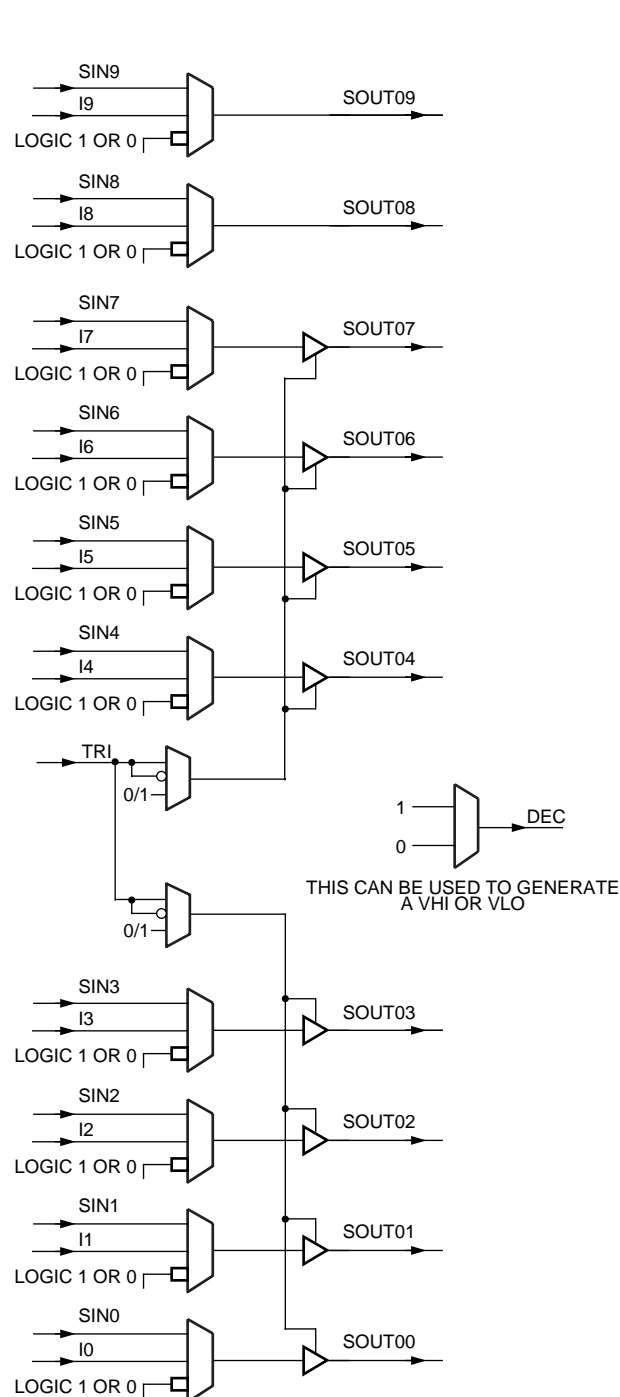 SIN9
I9
SOUT09
LOGIC 1 OR 0
SIN8
I8
SOUT08
LOGIC 1 OR 0
SIN7
I7
SOUT07
LOGIC 1 OR 0
SIN6
I6
SOUT06
LOGIC 1 OR 0
SIN5
I5
SOUT05
LOGIC 1 OR 0
SIN4
I4
SOUT04
LOGIC 1 OR 0
TRI
0/1
1
DEC
0
THIS CAN BE USED TO GENERATE
A VHI OR VLO
0/1
SIN3
I3
SOUT03
LOGIC 1 OR 0
SIN2
I2
SOUT02
LOGIC 1 OR 0
SIN1
I1
SOUT01
LOGIC 1 OR 0
SIN0
I0
SOUT00
LOGIC 1 OR 0